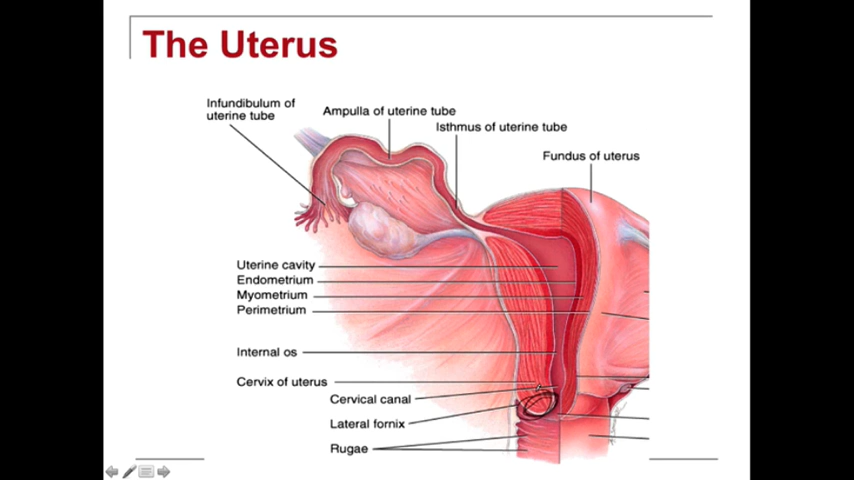 The Uterus
Infundibulum of
uterine tube
Ampulla of uterine tube
Isthmus of uterine tube
Fundus of uterus
Uterine cavity
Endometrium
Myometrium
Perimetrium
Internal os
Cervix of uterus
Cervical canal
Lateral fornix
Rugae